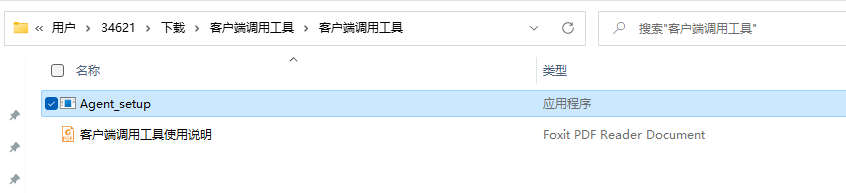 « 用户 › 34621 › 下载 › 客户端调用工具 › 客户端调用工具
搜索"客户端调用工具"
名称 类型
Agent_setup 应用程序
客户端调用工具使用说明 Foxit PDF Reader Document